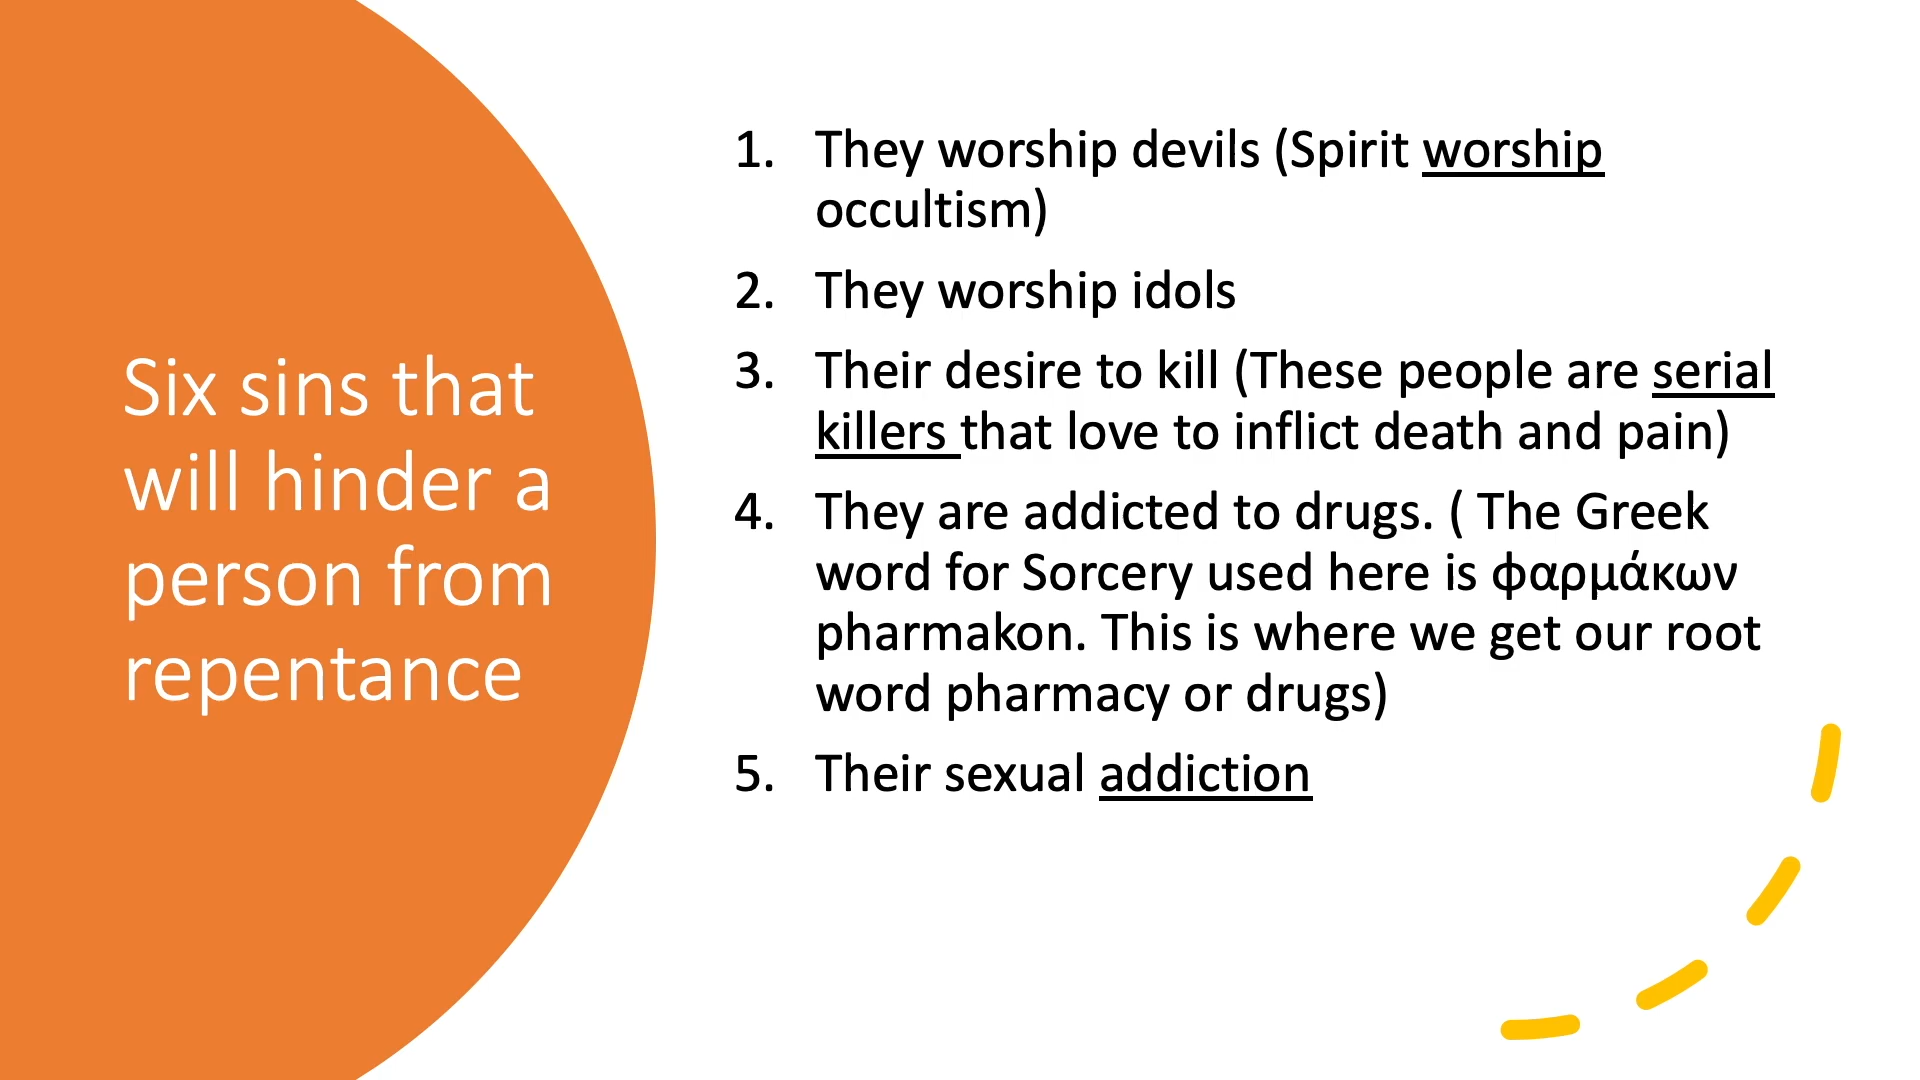 Six sins that
will hinder a
person from
repentance
1. They worship devils (Spirit worship
occultism)
2. They worship idols
3. Their desire to kill (These people are serial
killers that love to inflict death and pain)
4. They are addicted to drugs. ( The Greek
word for Sorcery used here is φαρμάκων
pharmakon. This is where we get our root
word pharmacy or drugs)
5. Their sexual addiction